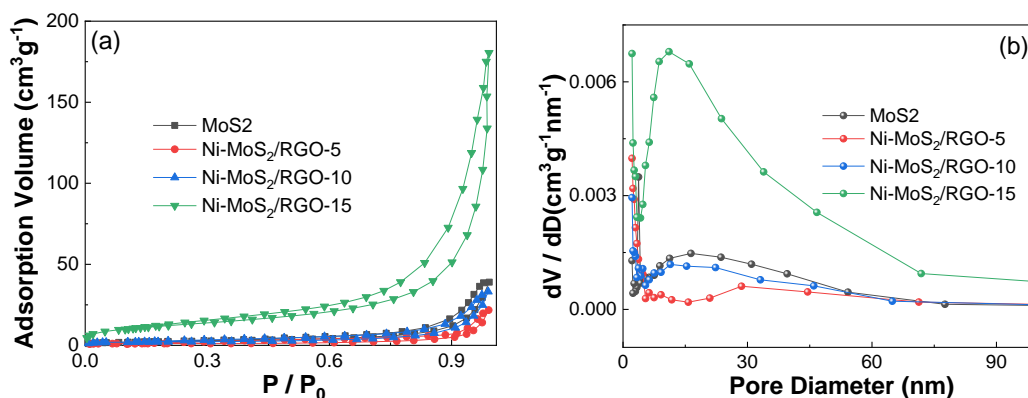 (a)
Adsorption Volume (cm³g⁻¹)
200
150
100
50
0
MoS2
Ni-MoS₂/RGO-5
Ni-MoS₂/RGO-10
Ni-MoS₂/RGO-15
0.0
0.3
0.6
0.9
P / P₀
(b)
dV / dD(cm³g⁻¹nm⁻¹)
0.006
0.003
0.000
MoS2
Ni-MoS₂/RGO-5
Ni-MoS₂/RGO-10
Ni-MoS₂/RGO-15
0
30
60
90
Pore Diameter (nm)